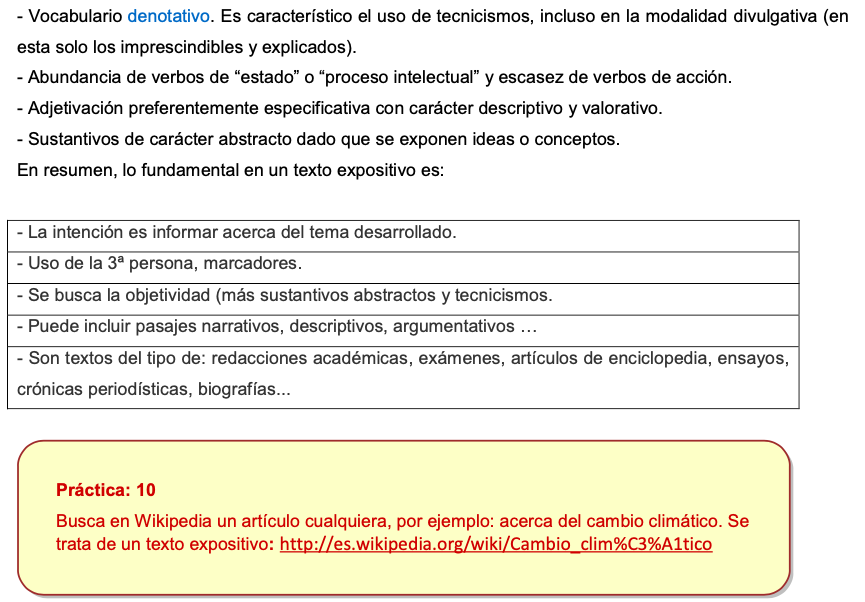 - Vocabulario denotativo. Es característico el uso de tecnicismos, incluso en la modalidad divulgativa (en
esta solo los imprescindibles y explicados).
- Abundancia de verbos de “estado” o “proceso intelectual” y escasez de verbos de acción.
- Adjetivación preferentemente especificativa con carácter descriptivo y valorativo.
- Sustantivos de carácter abstracto dado que se exponen ideas o conceptos.
En resumen, lo fundamental en un texto expositivo es:
- La intención es informar acerca del tema desarrollado.
- Uso de la 3ª persona, marcadores.
- Se busca la objetividad (más sustantivos abstractos y tecnicismos.
- Puede incluir pasajes narrativos, descriptivos, argumentativos …
- Son textos del tipo de: redacciones académicas, exámenes, artículos de enciclopedia, ensayos,
crónicas periodísticas, biografías...
Práctica: 10
Busca en Wikipedia un artículo cualquiera, por ejemplo: acerca del cambio climático. Se
trata de un texto expositivo: http://es.wikipedia.org/wiki/Cambio_clim%C3%A1tico